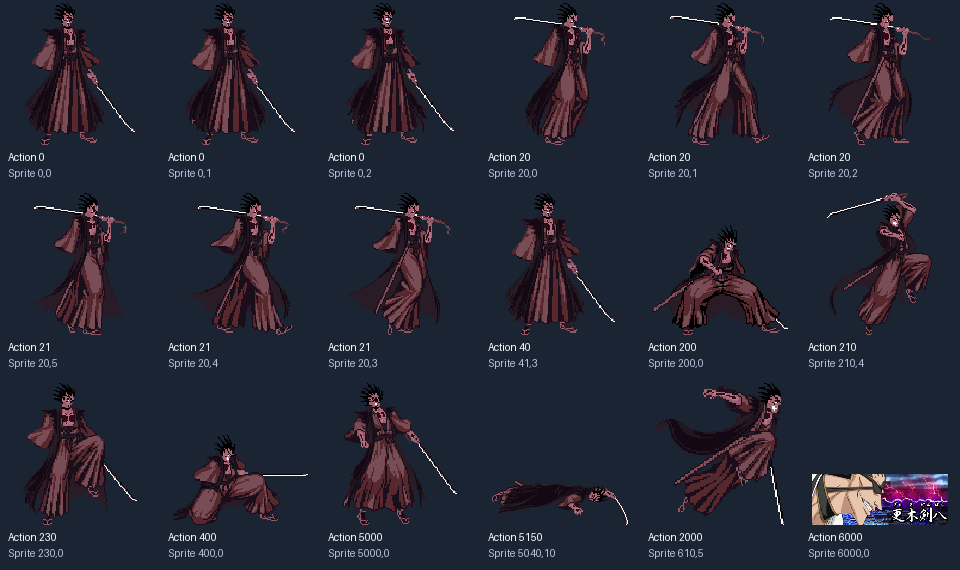 Action 0
Sprite 0,0
Action 0
Sprite 0,1
Action 0
Sprite 0,2
Action 20
Sprite 20,0
Action 20
Sprite 20,1
Action 20
Sprite 20,2
Action 21
Sprite 20,5
Action 21
Sprite 20,4
Action 21
Sprite 20,3
Action 40
Sprite 41,3
Action 200
Sprite 200,0
Action 210
Sprite 210,4
更木剣八
Action 230
Sprite 230,0
Action 400
Sprite 400,0
Action 5000
Sprite 5000,0
Action 5150
Sprite 5040,10
Action 2000
Sprite 610,5
Action 6000
Sprite 6000,0